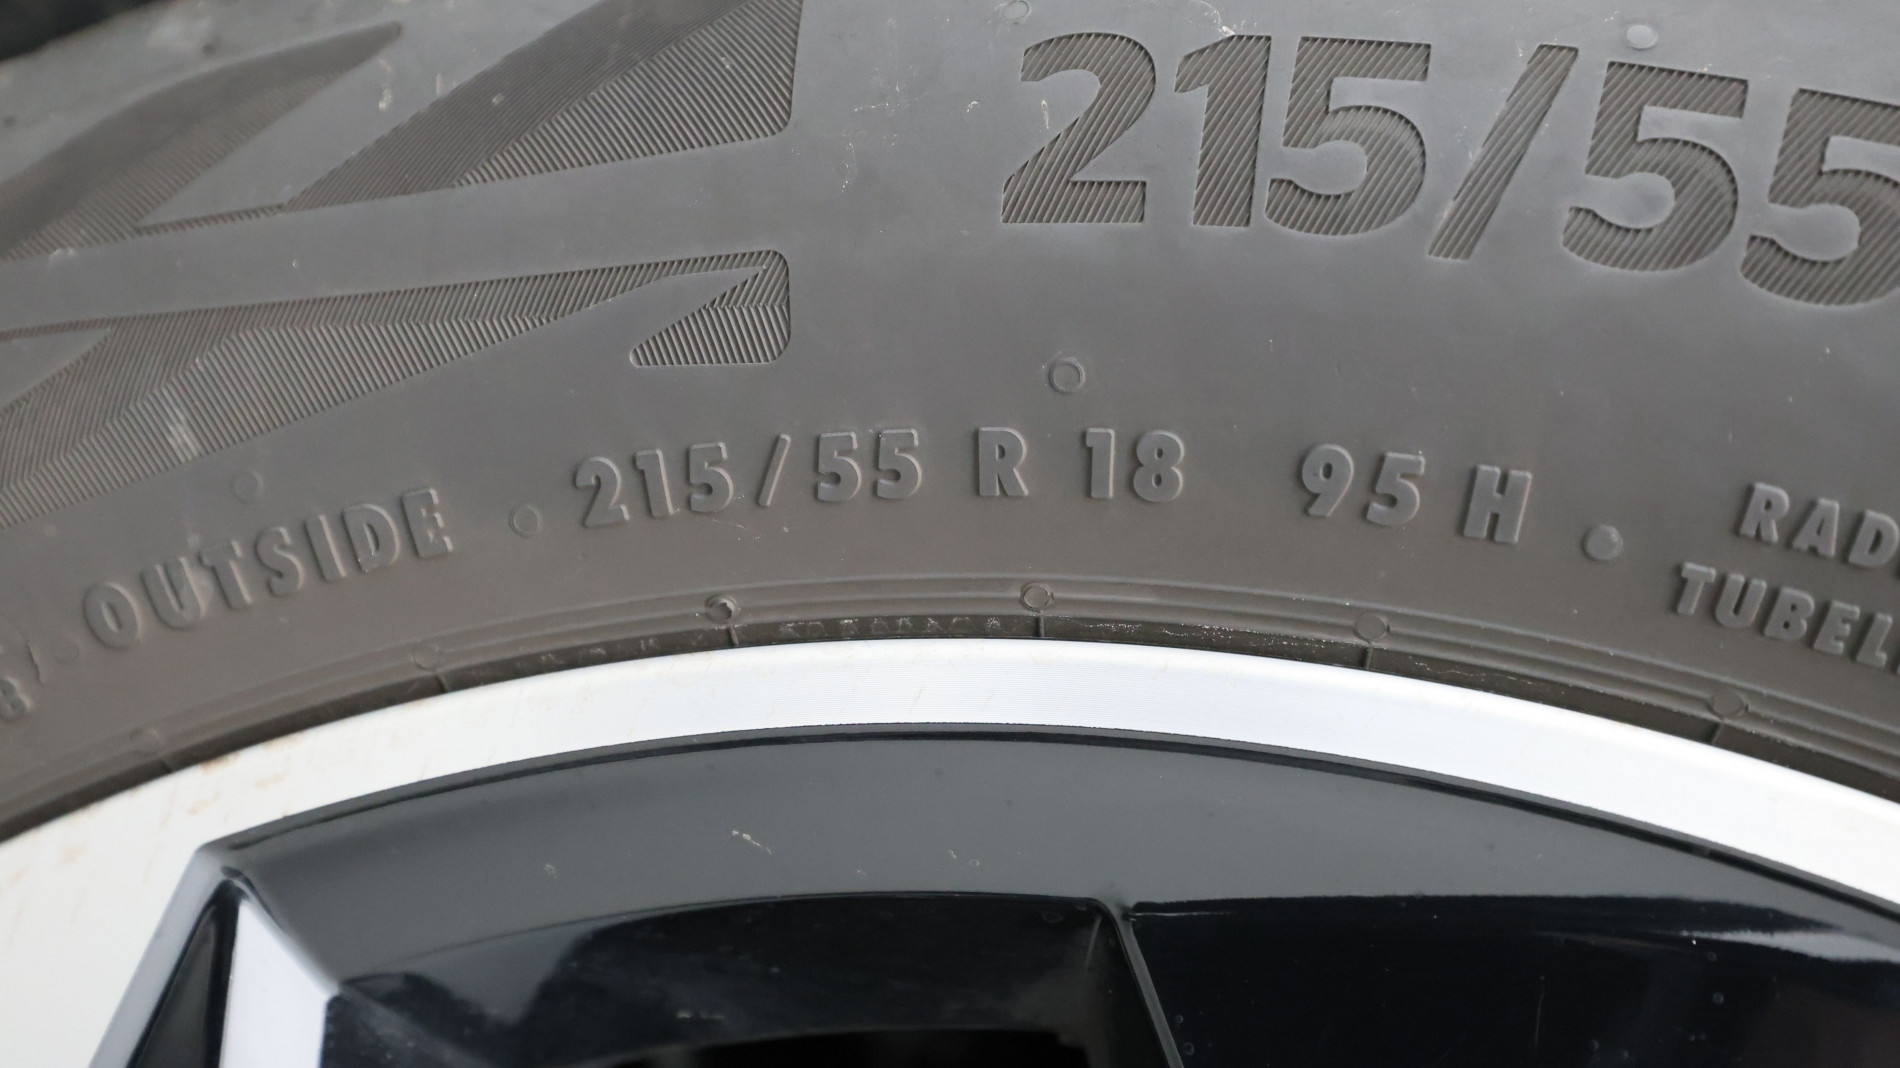 215/55
OUTSIDE · 215/55 R 18 95 H ·
RAD
TUBEL